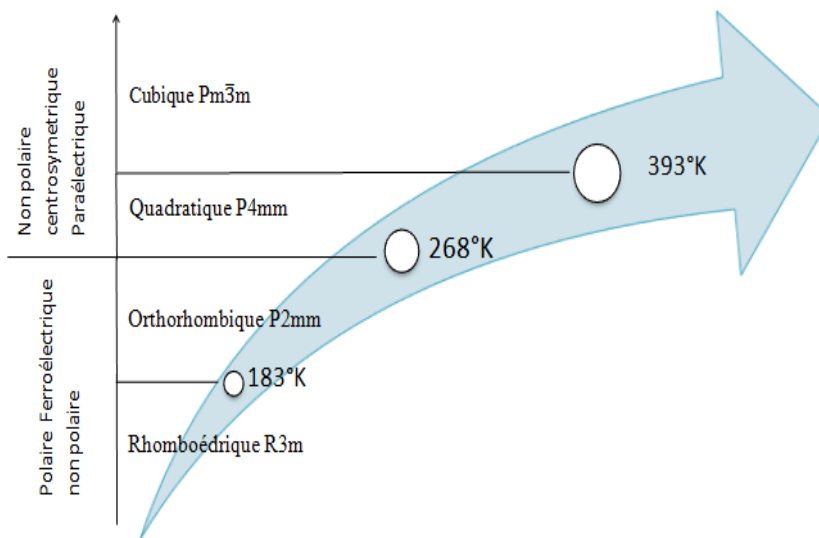 Non polaire
centrosymetrique
Paraélectrique
Cubique Pm3̅m
393°K
Quadratique P4mm
268°K
Polaire Ferroélectrique
non polaire
Orthorhombique P2mm
183°K
Rhomboédrique R3m